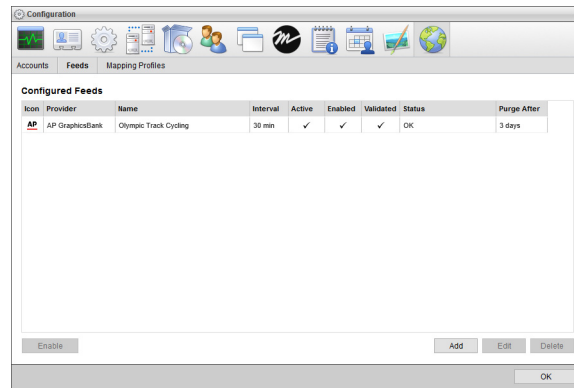 Configuration
Accounts Feeds Mapping Profiles
Configured Feeds
Icon Provider Name Interval Active Enabled Validated Status Purge After
AP AP GraphicsBank Olympic Track Cycling 30 min ✓ ✓ ✓ OK 3 days
Enable Add Edit Delete
OK